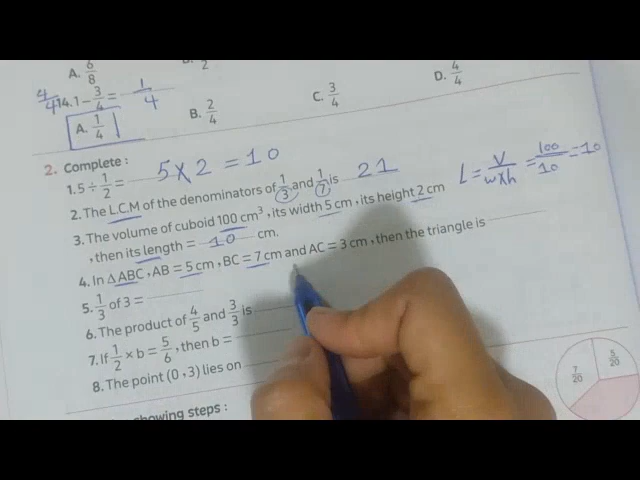 A. 6/8
2
4/4 14. 1 - 3/4 = 1/4
A. 1/4 B. 2/4 C. 3/4 D. 4/4
2. Complete :
1. 5 ÷ 1/2 = 5 x 2 = 10
2. The L.C.M of the denominators of 1/3 and 1/7 is 21
3. The volume of cuboid 100 cm³ , its width 5 cm , its height 2 cm
, then its length = 10 cm.
L = V/wxh = 100/10 = 10
4. In △ ABC , AB = 5 cm , BC = 7 cm and AC = 3 cm , then the triangle is
5. 1/3 of 3 =
6. The product of 4/5 and 3/3 is
7. If 1/2 × b = 5/6 , then b =
8. The point (0 , 3) lies on
showing steps :
7/20
5/20